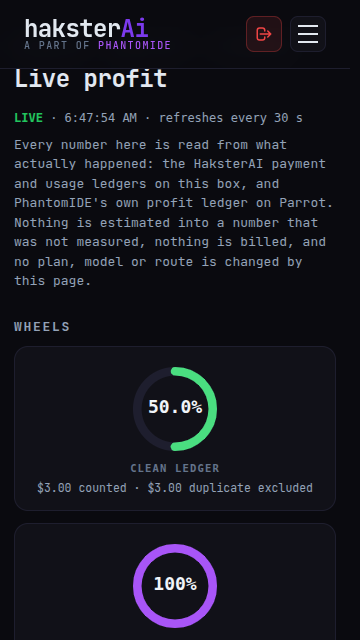 haksterAi
A PART OF PHANTOMIDE
Live profit
LIVE · 6:47:54 AM · refreshes every 30 s
Every number here is read from what
actually happened: the HaksterAI payment
and usage ledgers on this box, and
PhantomIDE's own profit ledger on Parrot.
Nothing is estimated into a number that
was not measured, nothing is billed, and
no plan, model or route is changed by
this page.
WHEELS
50.0%
CLEAN LEDGER
$3.00 counted · $3.00 duplicate excluded
100%